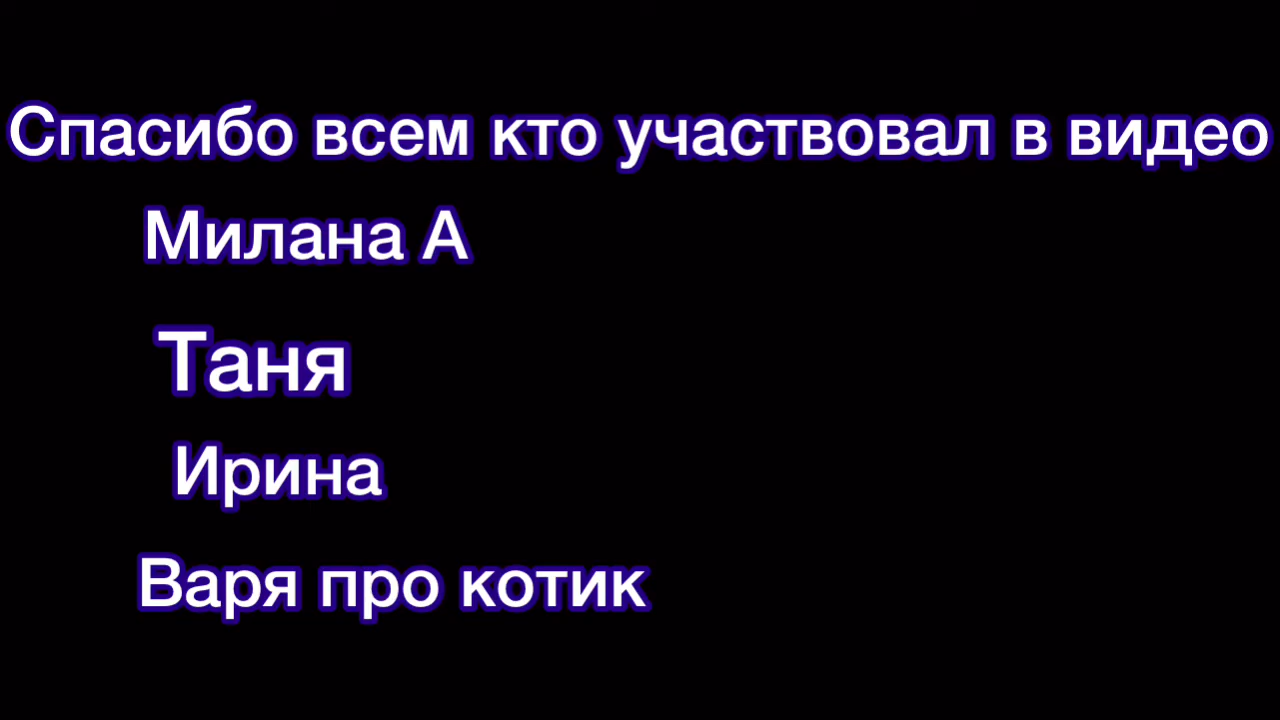 Спасибо всем кто участвовал в видео
Милана А
Таня
Ирина
Варя про котик